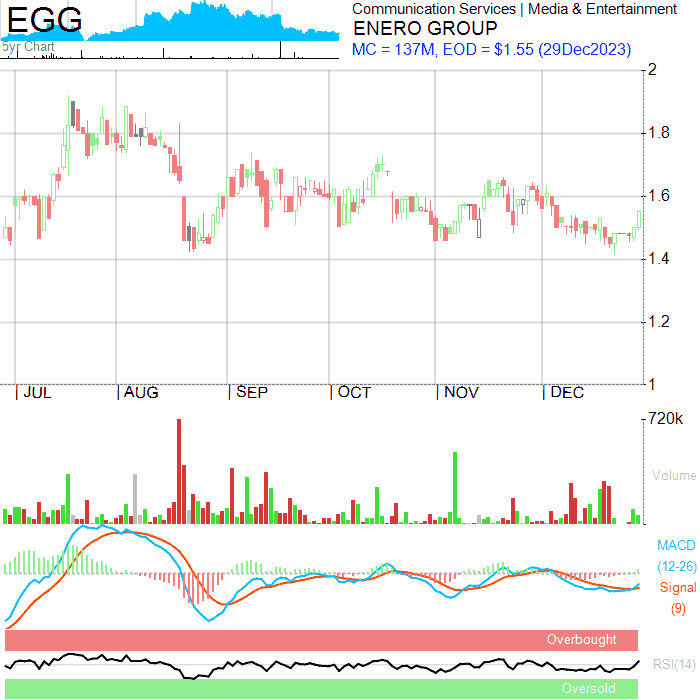 EGG
5yr Chart
Communication Services | Media & Entertainment
ENERO GROUP
MC = 137M, EOD = $1.55 (29Dec2023)
2
1.8
1.6
1.4
1.2
1
JUL AUG SEP OCT NOV DEC
720k
Volume
MACD
(12-26)
Signal
(9)
Overbought
RSI(14)
Oversold